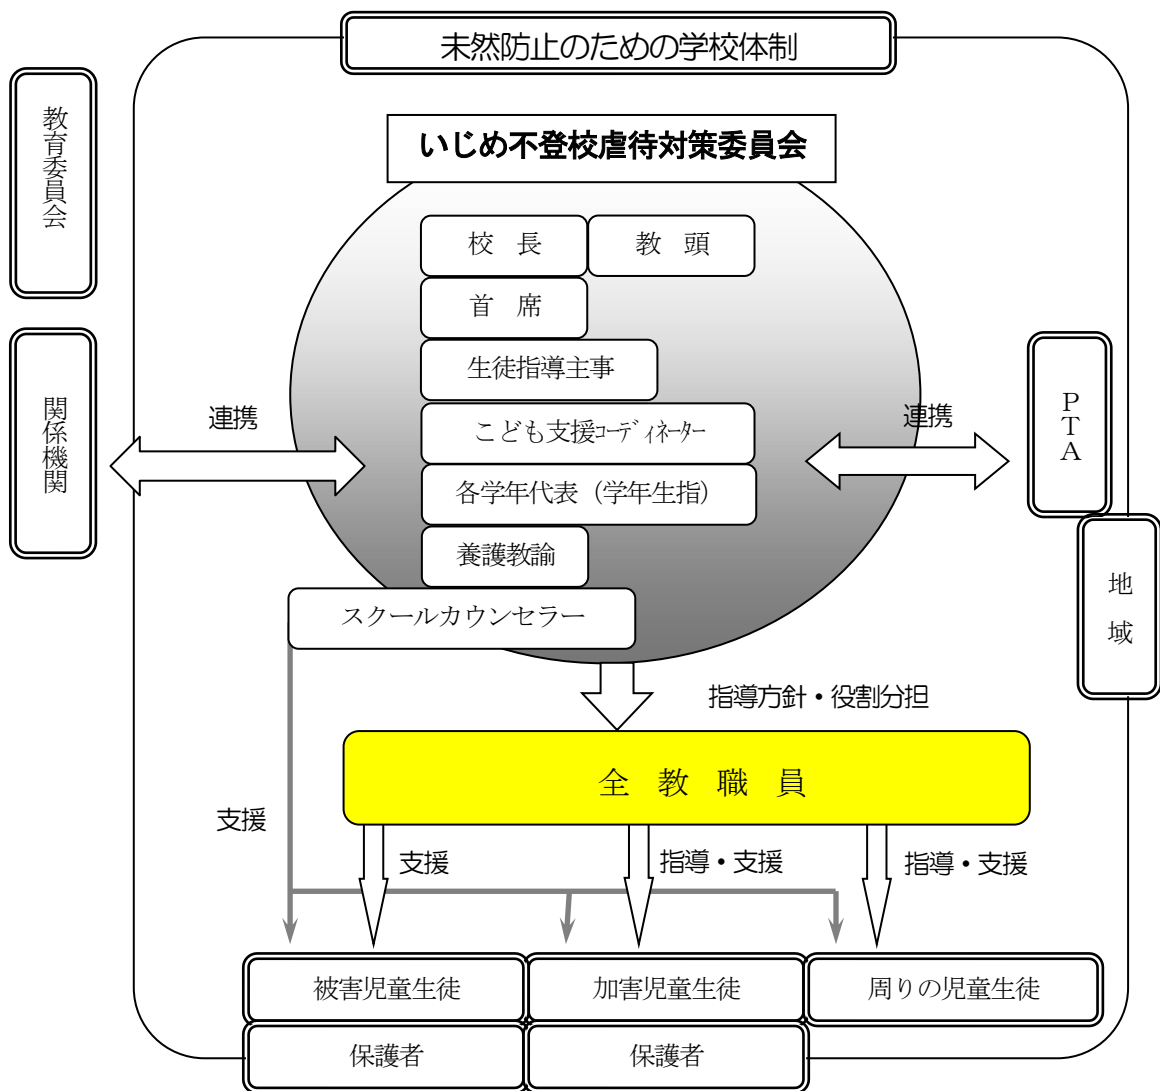 未然防止のための学校体制
教育委員会
いじめ不登校虐待対策委員会
校　長
教　頭
首　席
生徒指導主事
関係機関
連携
こども支援ｺｰﾃﾞｨﾈｰﾀｰ
連携
PTA
各学年代表（学年生指）
養護教諭
地域
スクールカウンセラー
指導方針・役割分担
全　教　職　員
支援
支援
指導・支援
指導・支援
被害児童生徒
加害児童生徒
周りの児童生徒
保護者
保護者